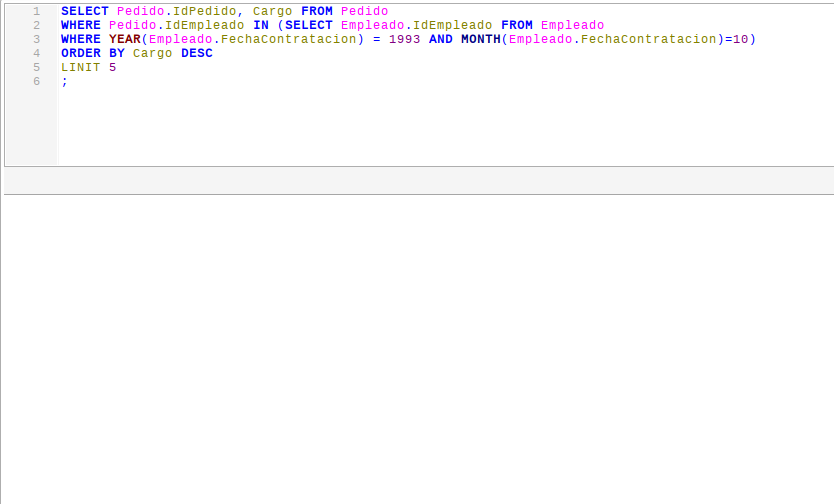 1 SELECT Pedido.IdPedido, Cargo FROM Pedido
2 WHERE Pedido.IdEmpleado IN (SELECT Empleado.IdEmpleado FROM Empleado
3 WHERE YEAR(Empleado.FechaContratacion) = 1993 AND MONTH(Empleado.FechaContratacion)=10)
4 ORDER BY Cargo DESC
5 LINIT 5
6 ;